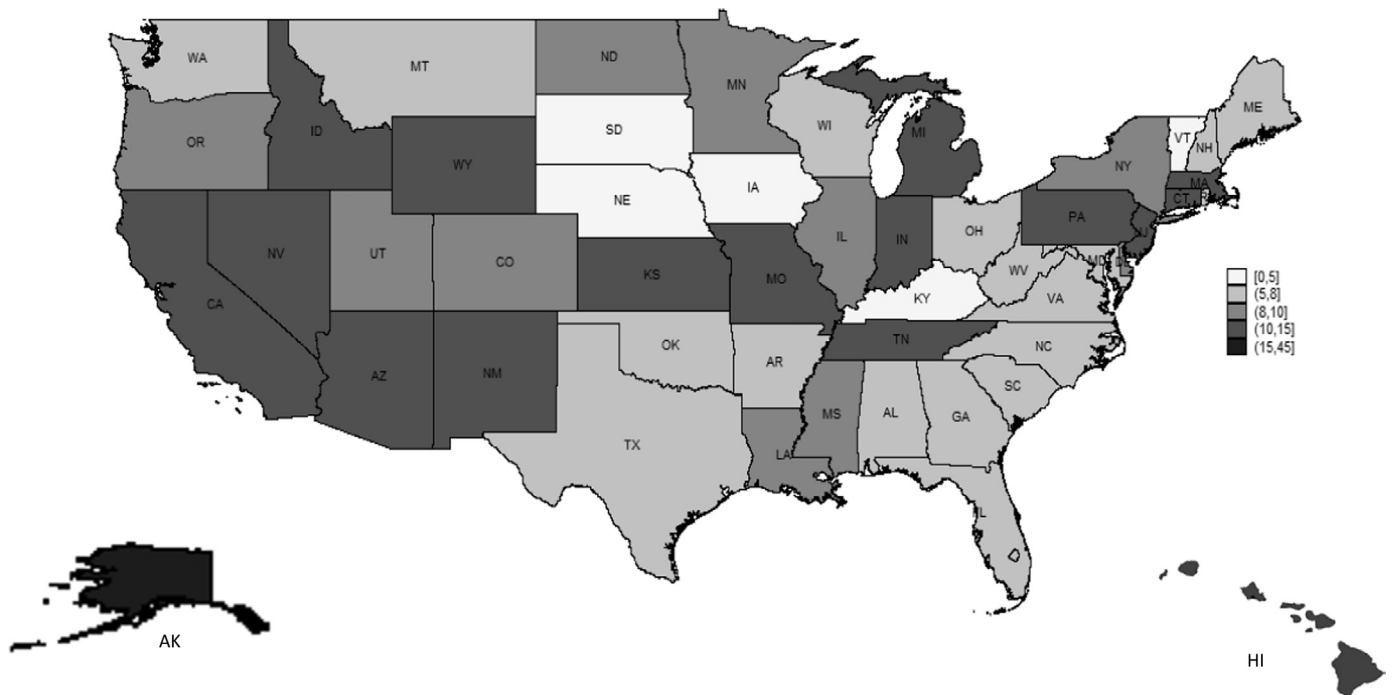 WA
MT
ND
MN
ME
SD
WI
ID
OR
MI
VT
NH
NY
WY
IA
MA
NE
CT
PA
IL
IN
OH
NV
UT
CO
NJ
MD
WV
KS
MO
CA
KY
VA
TN
NC
OK
AR
AZ
NM
SC
MS
AL
GA
TX
LA
[0,5]
(5,8]
(8,10]
(10,15]
(15,45]
AK
HI